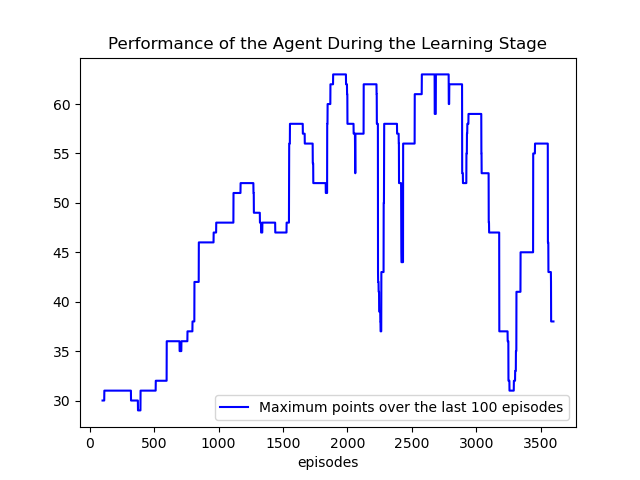 Performance of the Agent During the Learning Stage
60
55
50
45
40
35
30
Maximum points over the last 100 episodes
0 500 1000 1500 2000 2500 3000 3500
episodes